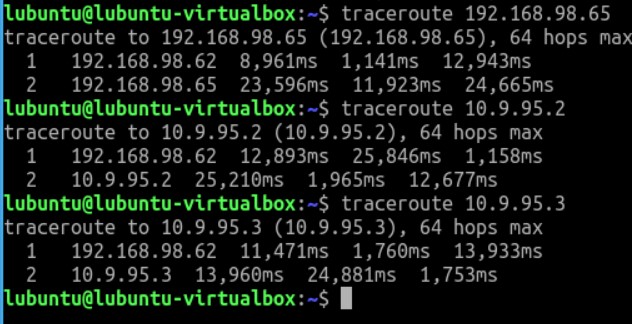 lubuntu@lubuntu-virtualbox:~$ traceroute 192.168.98.65
traceroute to 192.168.98.65 (192.168.98.65), 64 hops max
1 192.168.98.62 8,961ms 1,141ms 12,943ms
2 192.168.98.65 23,596ms 11,923ms 24,665ms
lubuntu@lubuntu-virtualbox:~$ traceroute 10.9.95.2
traceroute to 10.9.95.2 (10.9.95.2), 64 hops max
1 192.168.98.62 12,893ms 25,846ms 1,158ms
2 10.9.95.2 25,210ms 1,965ms 12,677ms
lubuntu@lubuntu-virtualbox:~$ traceroute 10.9.95.3
traceroute to 10.9.95.3 (10.9.95.3), 64 hops max
1 192.168.98.62 11,471ms 1,760ms 13,933ms
2 10.9.95.3 13,960ms 24,881ms 1,753ms
lubuntu@lubuntu-virtualbox:~$